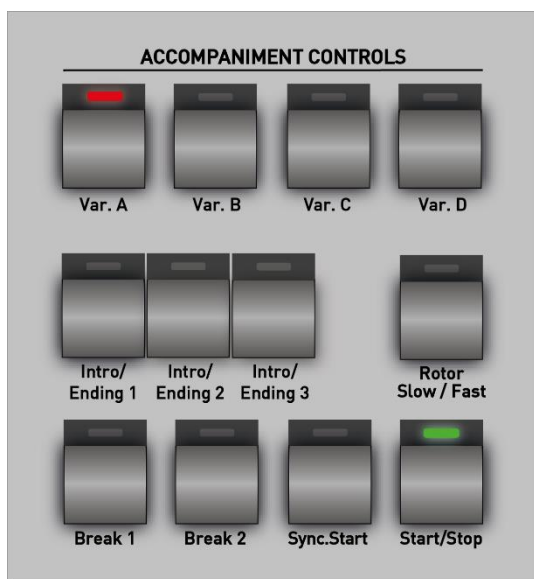 ACCOMPANIMENT CONTROLS
Var. A
Var. B
Var. C
Var. D
Intro/
Ending 1
Intro/
Ending 2
Intro/
Ending 3
Rotor
Slow / Fast
Break 1
Break 2
Sync.Start
Start/Stop